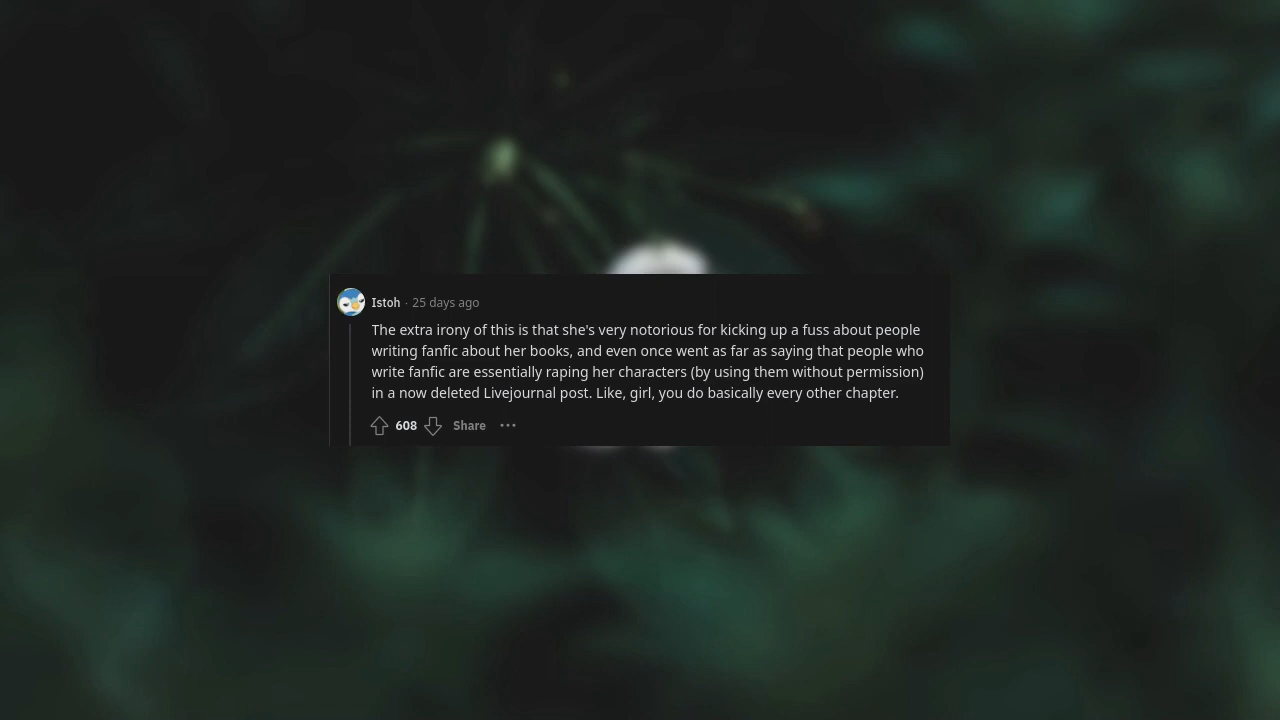 Istoh · 25 days ago
The extra irony of this is that she's very notorious for kicking up a fuss about people
writing fanfic about her books, and even once went as far as saying that people who
write fanfic are essentially raping her characters (by using them without permission)
in a now deleted Livejournal post. Like, girl, you do basically every other chapter.
608 Share ···